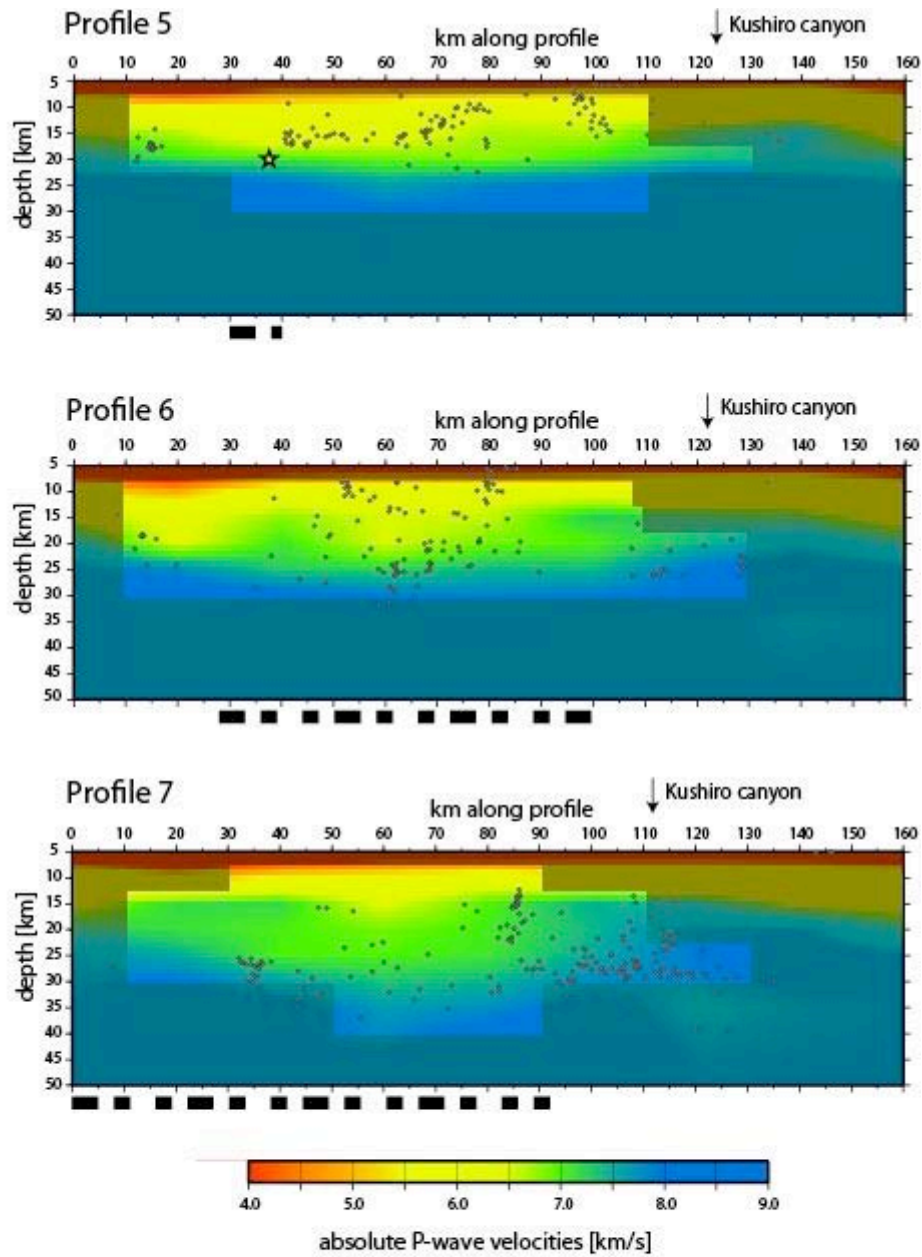 Profile 5
km along profile
Kushiro canyon
0 10 20 30 40 50 60 70 80 90 100 110 120 130 140 150 160
5
10
15
20
25
30
35
40
45
50
depth [km]
Profile 6
km along profile
Kushiro canyon
0 10 20 30 40 50 60 70 80 90 100 110 120 130 140 150 160
5
10
15
20
25
30
35
40
45
50
depth [km]
Profile 7
km along profile
Kushiro canyon
0 10 20 30 40 50 60 70 80 90 100 110 120 130 140 150 160
5
10
15
20
25
30
35
40
45
50
depth [km]
4.0 5.0 6.0 7.0 8.0 9.0
absolute P-wave velocities [km/s]